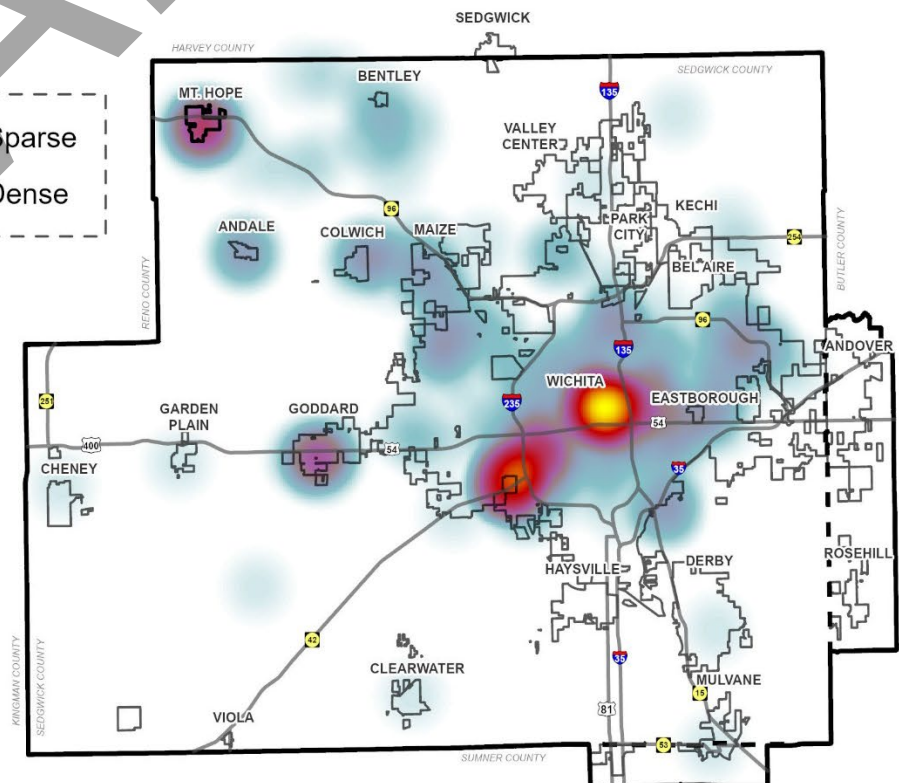 SEDGWICK
HARVEY COUNTY
SEDGWICK COUNTY
BENTLEY
MT. HOPE
135
Sparse
Dense
VALLEY
CENTER
96
KECHI
PARK
CITY
ANDALE
COLWICH
MAIZE
254
BEL AIRE
RENO COUNTY
BUTLER COUNTY
96
135
ANDOVER
WICHITA
EASTBOROUGH
251
235
GARDEN
PLAIN
GODDARD
54
400
54
CHENEY
35
HAYSVILLE
DERBY
ROSEHILL
42
35
KINGMAN COUNTY
SEDGWICK COUNTY
CLEARWATER
MULVANE
15
81
VIOLA
53
SUMNER COUNTY